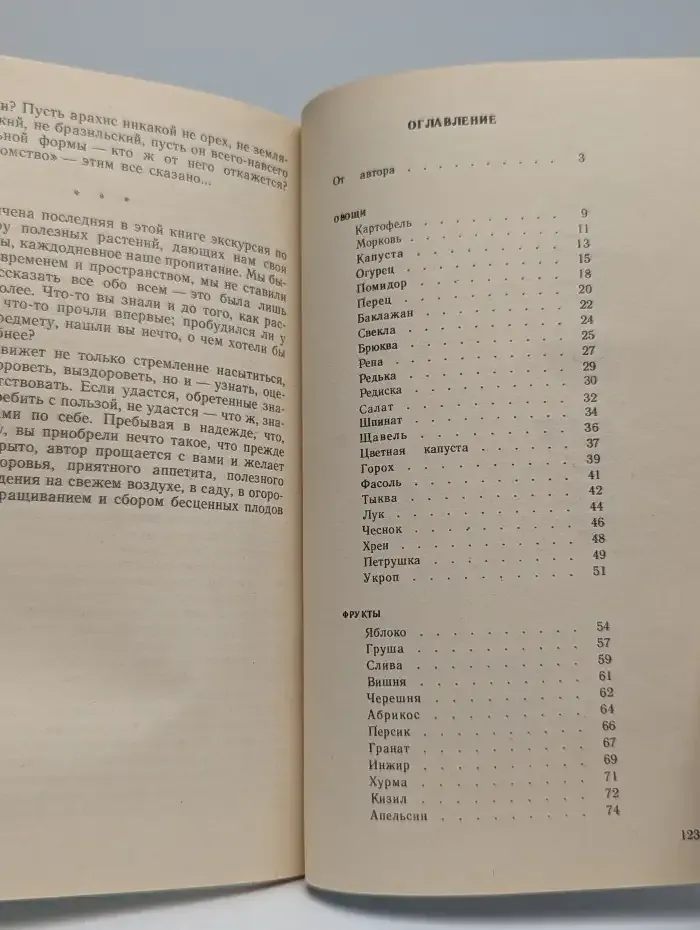 н? Пусть арахис никакой не орех, не земля-
кий, не бразильский, пусть он всего-навсего
ьной формы — кто ж от него откажется?
омство» — этим все сказано...
* * *
чена последняя в этой книге экскурсия по
ру полезных растений, дающих нам свои
ы, каждодневное наше пропитание. Мы бы-
временем и пространством, мы не ставили
ссказать все обо всем — это была лишь
олее. Что-то вы знали и до того, как рас-
что-то прочли впервые; пробудился ли у
редмету, нашли вы нечто, о чем хотели бы
бнее?
вижет не только стремление насытиться,
ороветь, выздороветь, но и — узнать, оце-
тствовать. Если удастся, обретенные зна-
ребить с пользой, не удастся — что ж, зна-
ами по себе. Пребывая в надежде, что,
у, вы приобрели нечто такое, что прежде
рыто, автор прощается с вами и желает
оровья, приятного аппетита, полезного
дения на свежем воздухе, в саду, в огоро-
ращиванием и сбором бесценных плодов
ОГЛАВЛЕНИЕ
От автора . . . . . . . . . . 3
ОВОЩИ
Картофель . . . . . . . . . 9
Морковь . . . . . . . . . 11
Капуста . . . . . . . . . 13
Огурец . . . . . . . . . 15
Помидор . . . . . . . . . 18
Перец . . . . . . . . . 20
Баклажан . . . . . . . . . 22
Свекла . . . . . . . . . 24
Брюква . . . . . . . . . 25
Репа . . . . . . . . . 27
Редька . . . . . . . . . 29
Редиска . . . . . . . . . 30
Салат . . . . . . . . . 32
Шпинат . . . . . . . . . 34
Щавель . . . . . . . . . 36
Цветная капуста . . . . . . . 37
Горох . . . . . . . . . 39
Фасоль . . . . . . . . . 41
Тыква . . . . . . . . . 42
Лук . . . . . . . . . 44
Чеснок . . . . . . . . . 46
Хрен . . . . . . . . . 48
Петрушка . . . . . . . . . 49
Укроп . . . . . . . . . 51
ФРУКТЫ
Яблоко . . . . . . . . . 54
Груша . . . . . . . . . 57
Слива . . . . . . . . . 59
Вишня . . . . . . . . . 61
Черешня . . . . . . . . . 62
Абрикос . . . . . . . . . 64
Персик . . . . . . . . . 66
Гранат . . . . . . . . . 67
Инжир . . . . . . . . . 69
Хурма . . . . . . . . . 71
Кизил . . . . . . . . . 72
Апельсин . . . . . . . . . 74
123